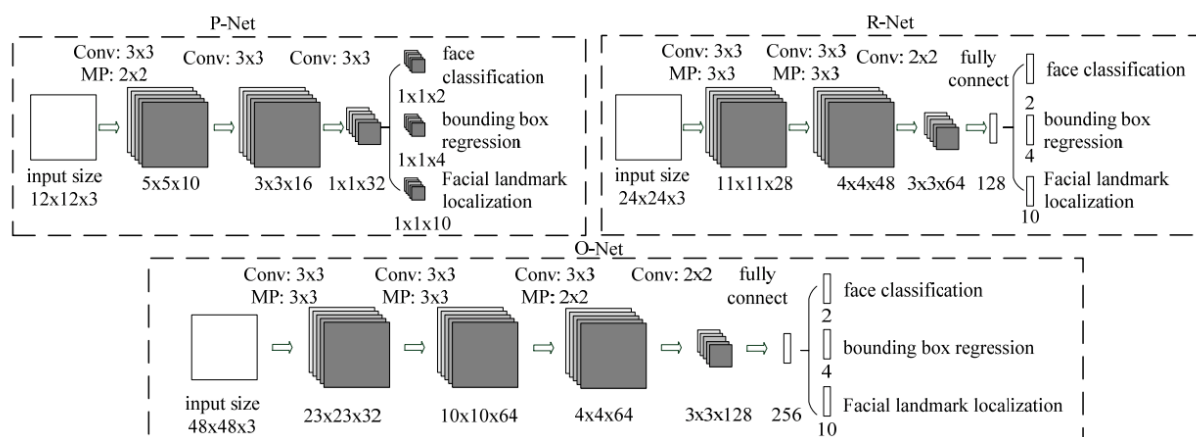 P-Net
Conv: 3x3
MP: 2x2
Conv: 3x3
Conv: 3x3
face
classification
1x1x2
bounding box
regression
1x1x4
Facial landmark
localization
1x1x10
input size
12x12x3
5x5x10
3x3x16
1x1x32
R-Net
Conv: 3x3
MP: 3x3
Conv: 3x3
MP: 3x3
Conv: 2x2
fully
connect
face classification
2
bounding box
regression
4
Facial landmark
localization
10
input size
24x24x3
11x11x28
4x4x48
3x3x64
128
O-Net
Conv: 3x3
MP: 3x3
Conv: 3x3
MP: 3x3
Conv: 3x3
MP: 2x2
Conv: 2x2
fully
connect
face classification
2
bounding box regression
4
Facial landmark localization
10
input size
48x48x3
23x23x32
10x10x64
4x4x64
3x3x128
256